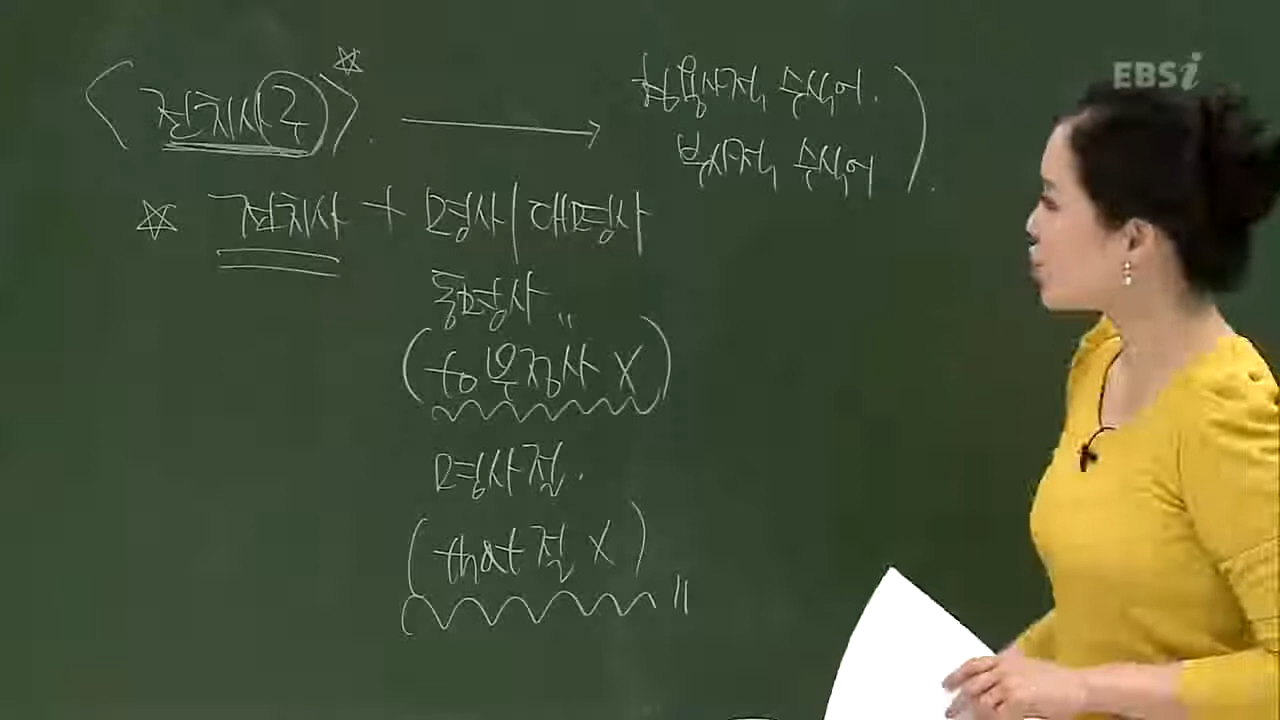 <전치사구>☆. → 형용사적 수식어.
부사적 수식어).
☆ 전치사 + 명사|대명사
동명사 "
(to 부정사 X)
명사절.
(that절 X)
"
EBSi